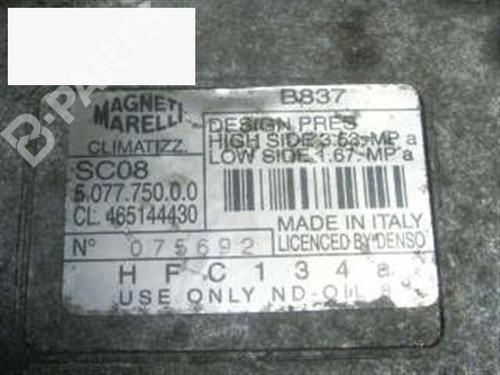 B-PARTS
MAGNETI
MARELLI
CLIMATIZZ.
B837
DESIGN PRES
HIGH SIDE 3.53.MP a
LOW SIDE 1.67.MP a
SC08
5.077.750.0.0
CL. 465144430
MADE IN ITALY
LICENCED BY DENSO
N° 075692
HFC134a
USE ONLY ND-OIL 8